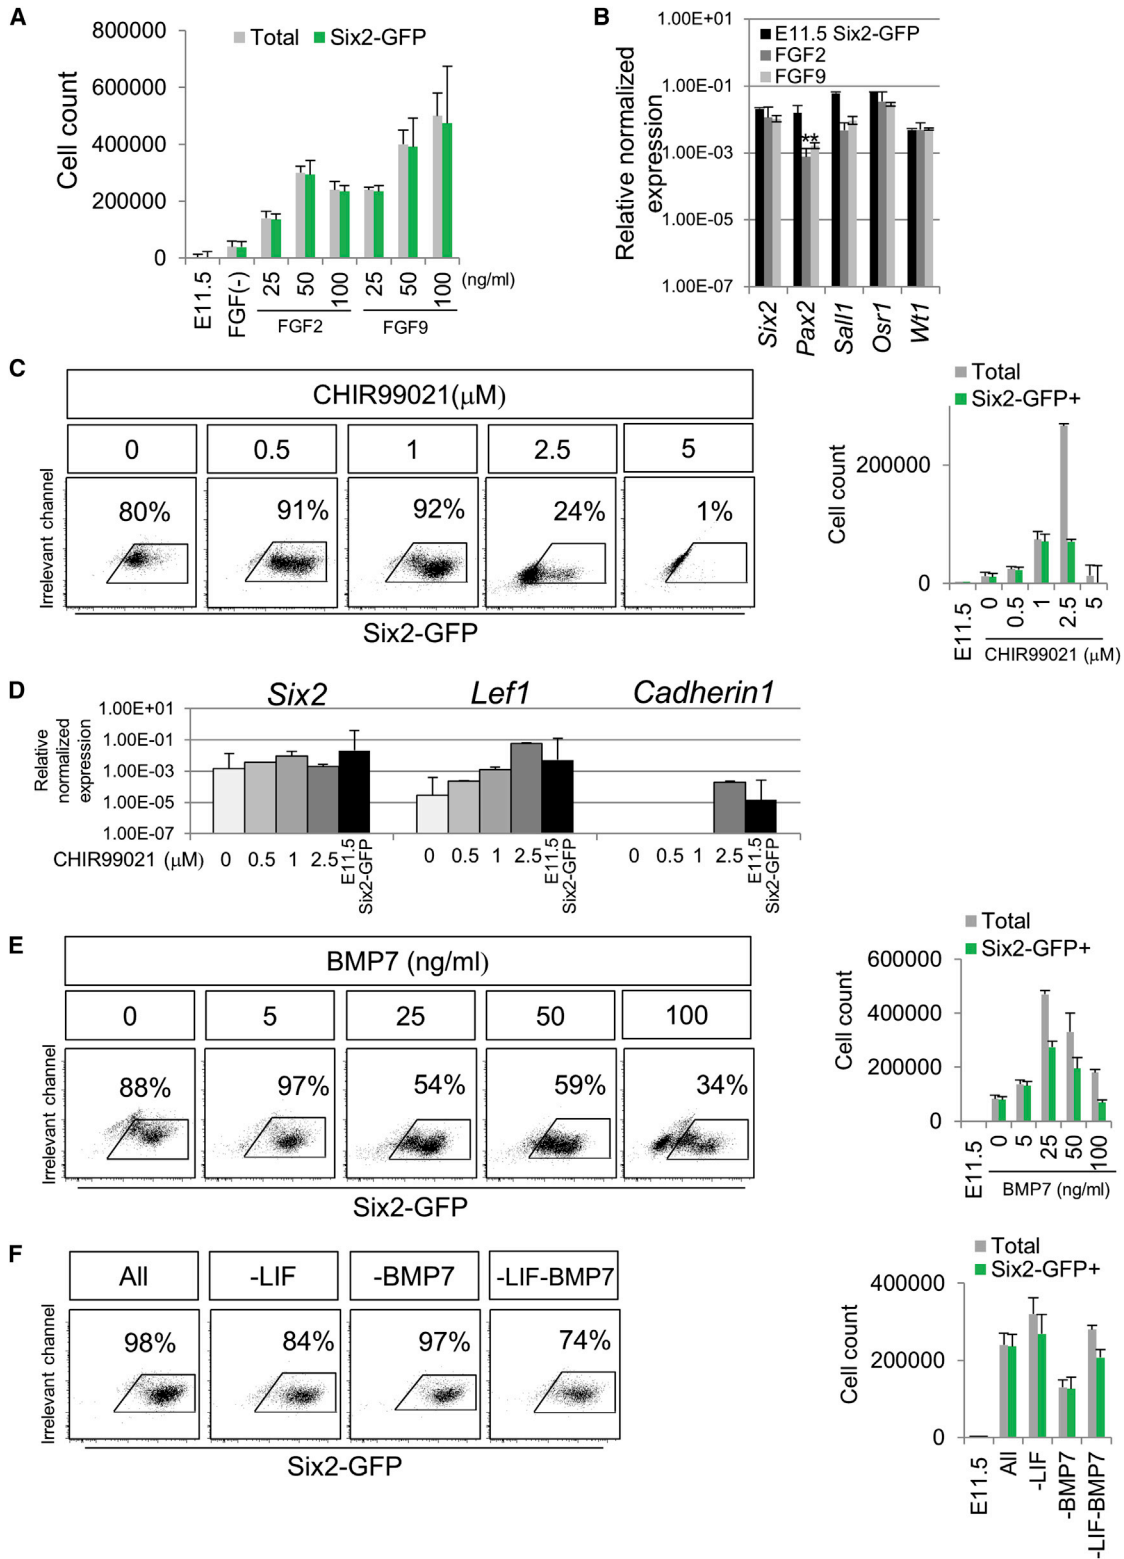 A
Cell count
800000
600000
400000
200000
0
Total
Six2-GFP
E11.5
FGF(-)
25
50
100
25
50
100
(ng/ml)
FGF2
FGF9
B
Relative normalized
expression
1.00E+01
1.00E-01
1.00E-03
1.00E-05
1.00E-07
E11.5 Six2-GFP
FGF2
FGF9
**
Six2
Pax2
Sall1
Osr1
Wt1
C
CHIR99021(μM)
0
0.5
1
2.5
5
Irrelevant channel
80%
91%
92%
24%
1%
Six2-GFP
Total
Six2-GFP+
Cell count
200000
0
E11.5
0
0.5
1
2.5
5
CHIR99021 (μM)
D
Six2
Lef1
Cadherin1
Relative
normalized
expression
1.00E+01
1.00E-01
1.00E-03
1.00E-05
1.00E-07
CHIR99021 (μM)
0
0.5
1
2.5
E11.5
Six2-GFP
0
0.5
1
2.5
E11.5
Six2-GFP
0
0.5
1
2.5
E11.5
Six2-GFP
E
BMP7 (ng/ml)
0
5
25
50
100
Irrelevant channel
88%
97%
54%
59%
34%
Six2-GFP
Total
Six2-GFP+
Cell count
600000
400000
200000
0
E11.5
0
5
25
50
100
BMP7 (ng/ml)
F
All
-LIF
-BMP7
-LIF-BMP7
Irrelevant channel
98%
84%
97%
74%
Six2-GFP
Total
Six2-GFP+
Cell count
400000
200000
0
E11.5
All
-LIF
-BMP7
-LIF-BMP7